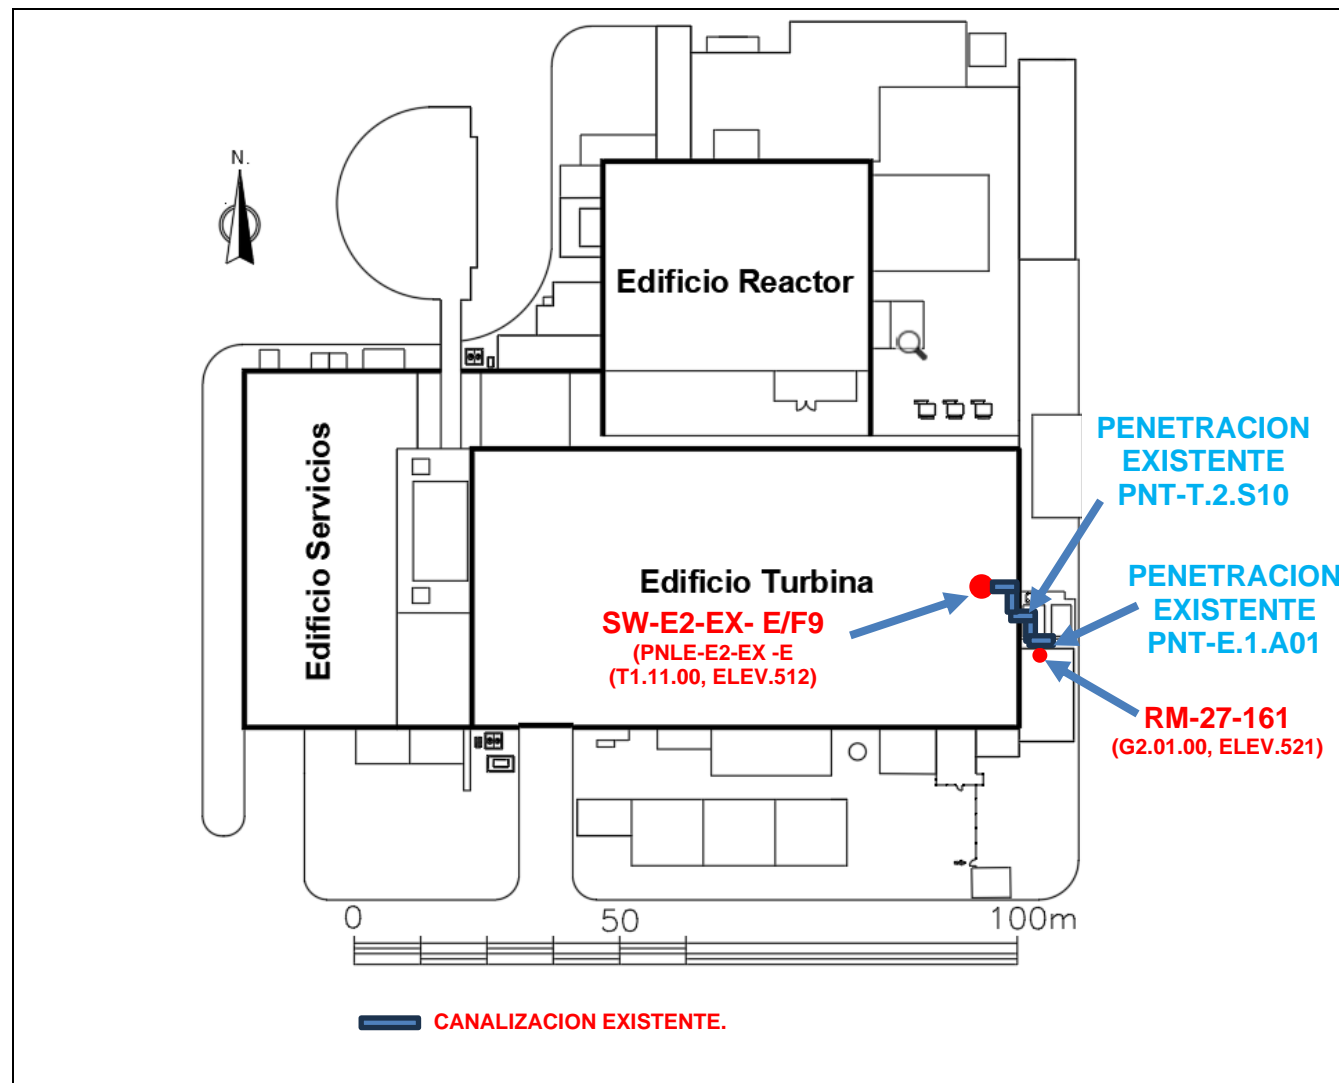 N.
Edificio Reactor
PENETRACION
EXISTENTE
PNT-T.2.S10
Edificio Servicios
Edificio Turbina
SW-E2-EX- E/F9
(PNLE-E2-EX -E
(T1.11.00, ELEV.512)
PENETRACION
EXISTENTE
PNT-E.1.A01
RM-27-161
(G2.01.00, ELEV.521)
0 50 100m
CANALIZACION EXISTENTE.